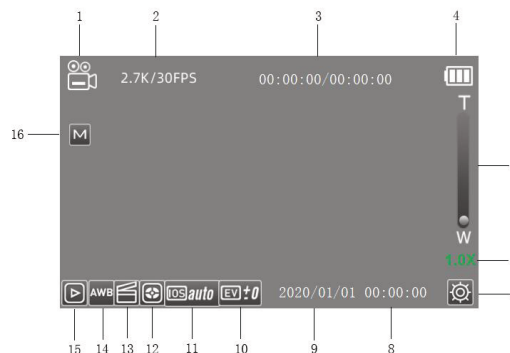 1 2 3 4
2.7K/30FPS 00:00:00/00:00:00
T
16 M
W
1.0X
AWB IOS auto EV ±0 2020/01/01 00:00:00
15 14 13 12 11 10 9 8